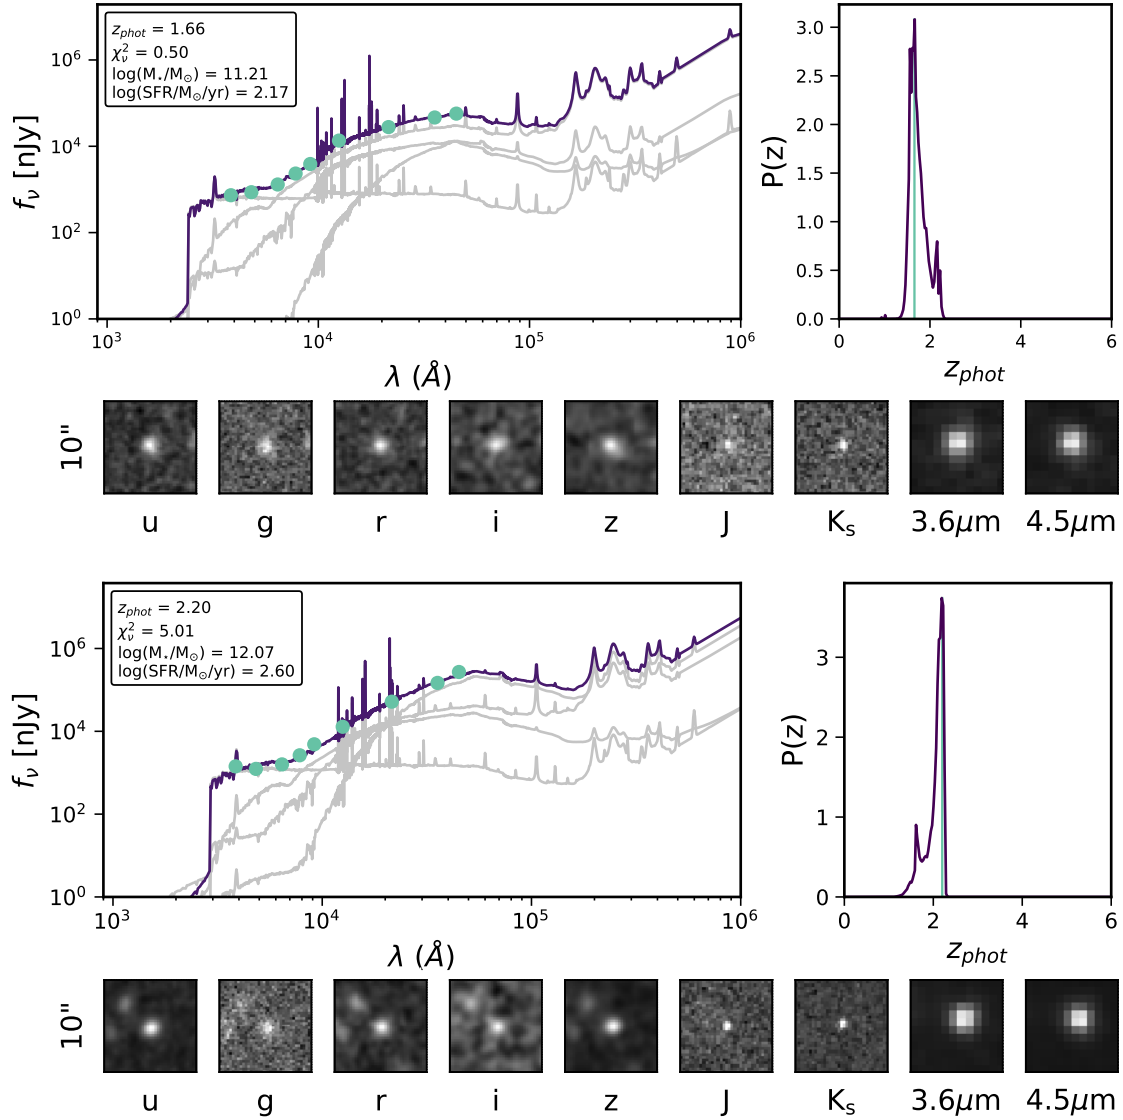 z_phot = 1.66
χ²_ν = 0.50
log(M⋆/M⊙) = 11.21
log(SFR/M⊙/yr) = 2.17
f_ν [nJy]
10⁶
10⁴
10²
10⁰
10³ 10⁴ 10⁵ 10⁶
λ (Å)
P(z)
3.0
2.5
2.0
1.5
1.0
0.5
0.0
0 2 4 6
z_phot
10"
u g r i z J K_s 3.6μm 4.5μm
z_phot = 2.20
χ²_ν = 5.01
log(M⋆/M⊙) = 12.07
log(SFR/M⊙/yr) = 2.60
f_ν [nJy]
10⁶
10⁴
10²
10⁰
10³ 10⁴ 10⁵ 10⁶
λ (Å)
P(z)
3
2
1
0
0 2 4 6
z_phot
10"
u g r i z J K_s 3.6μm 4.5μm